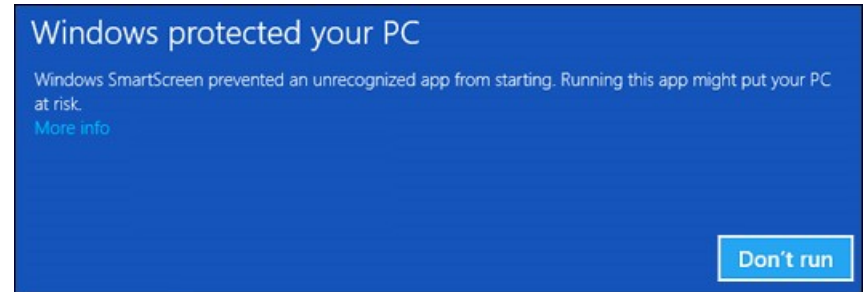 Windows protected your PC
Windows SmartScreen prevented an unrecognized app from starting. Running this app might put your PC
at risk.
More info
Don't run